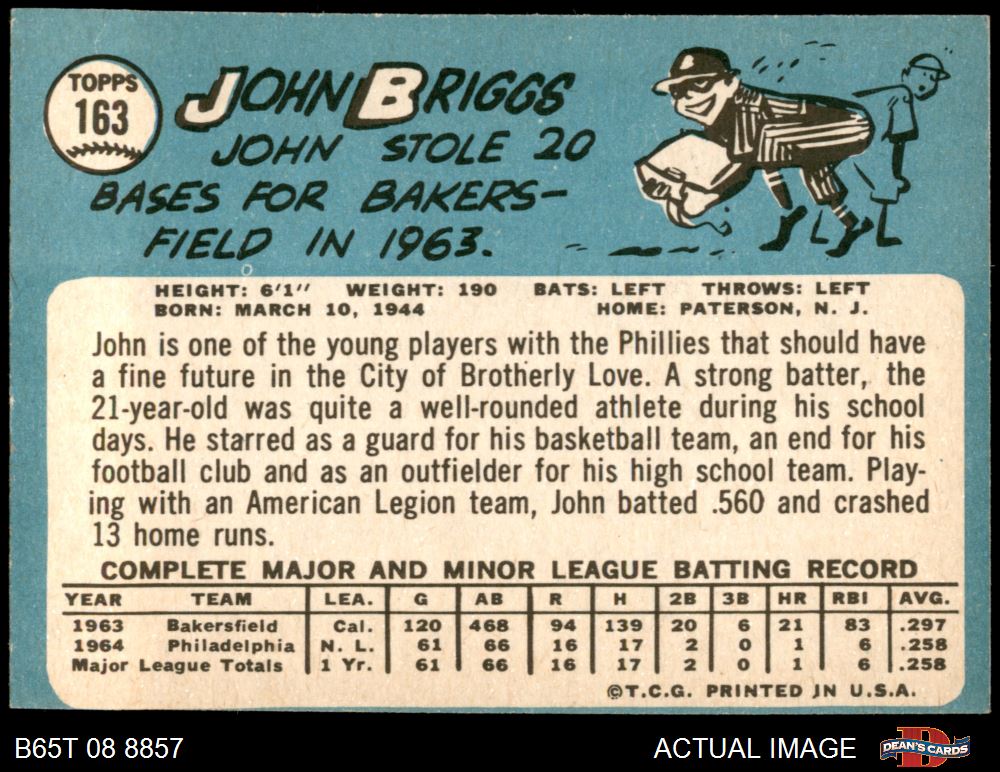 TOPPS
163
JOHN BRIGGS
JOHN STOLE 20
BASES FOR BAKERS-
FIELD IN 1963.
HEIGHT: 6'1" WEIGHT: 190 BATS: LEFT THROWS: LEFT
BORN: MARCH 10, 1944 HOME: PATERSON, N. J.
John is one of the young players with the Phillies that should have
a fine future in the City of Brotherly Love. A strong batter, the
21-year-old was quite a well-rounded athlete during his school
days. He starred as a guard for his basketball team, an end for his
football club and as an outfielder for his high school team. Play-
ing with an American Legion team, John batted .560 and crashed
13 home runs.
COMPLETE MAJOR AND MINOR LEAGUE BATTING RECORD
YEAR TEAM LEA. G AB R H 2B 3B HR RBI AVG.
1963 Bakersfield Cal. 120 468 94 139 20 6 21 83 .297
1964 Philadelphia N. L. 61 66 16 17 2 0 1 6 .258
Major League Totals 1 Yr. 61 66 16 17 2 0 1 6 .258
©T.C.G. PRINTED IN U.S.A.
B65T 08 8857 ACTUAL IMAGE D DEAN'S CARDS